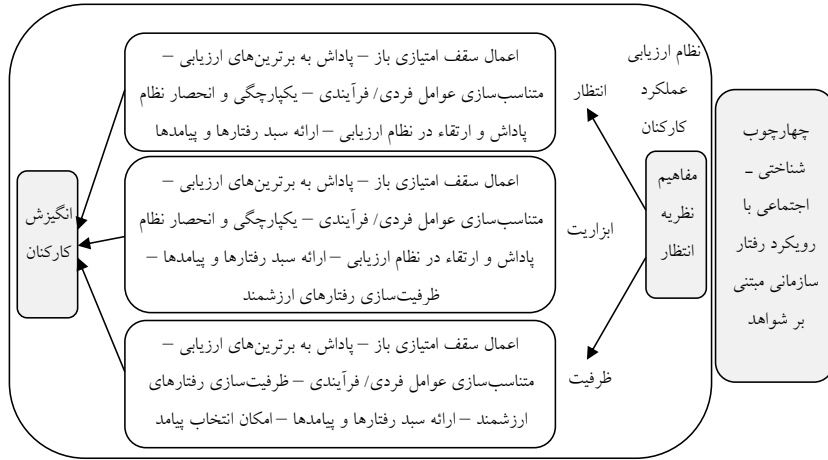 چهارچوب
شناختی –
اجتماعی با
رویکرد رفتار
سازمانی مبتنی
بر شواهد
نظام ارزیابی
عملکرد
کارکنان
مفاهیم
نظریه
انتظار
انتظار
اعمال سقف امتیازی باز – پاداش به برترین‌های ارزیابی –
متناسب‌سازی عوامل فردی/ فرآیندی – یکپارچگی و انحصار نظام
پاداش و ارتقاء در نظام ارزیابی – ارائه سبد رفتارها و پیامدها
ابزاریت
اعمال سقف امتیازی باز – پاداش به برترین‌های ارزیابی –
متناسب‌سازی عوامل فردی/ فرآیندی – یکپارچگی و انحصار نظام
پاداش و ارتقاء در نظام ارزیابی – ارائه سبد رفتارها و پیامدها –
ظرفیت‌سازی رفتارهای ارزشمند
ظرفیت
اعمال سقف امتیازی باز – پاداش به برترین‌های ارزیابی –
متناسب‌سازی عوامل فردی/ فرآیندی – ظرفیت‌سازی رفتارهای
ارزشمند – ارائه سبد رفتارها و پیامدها – امکان انتخاب پیامد
انگیزش
کارکنان